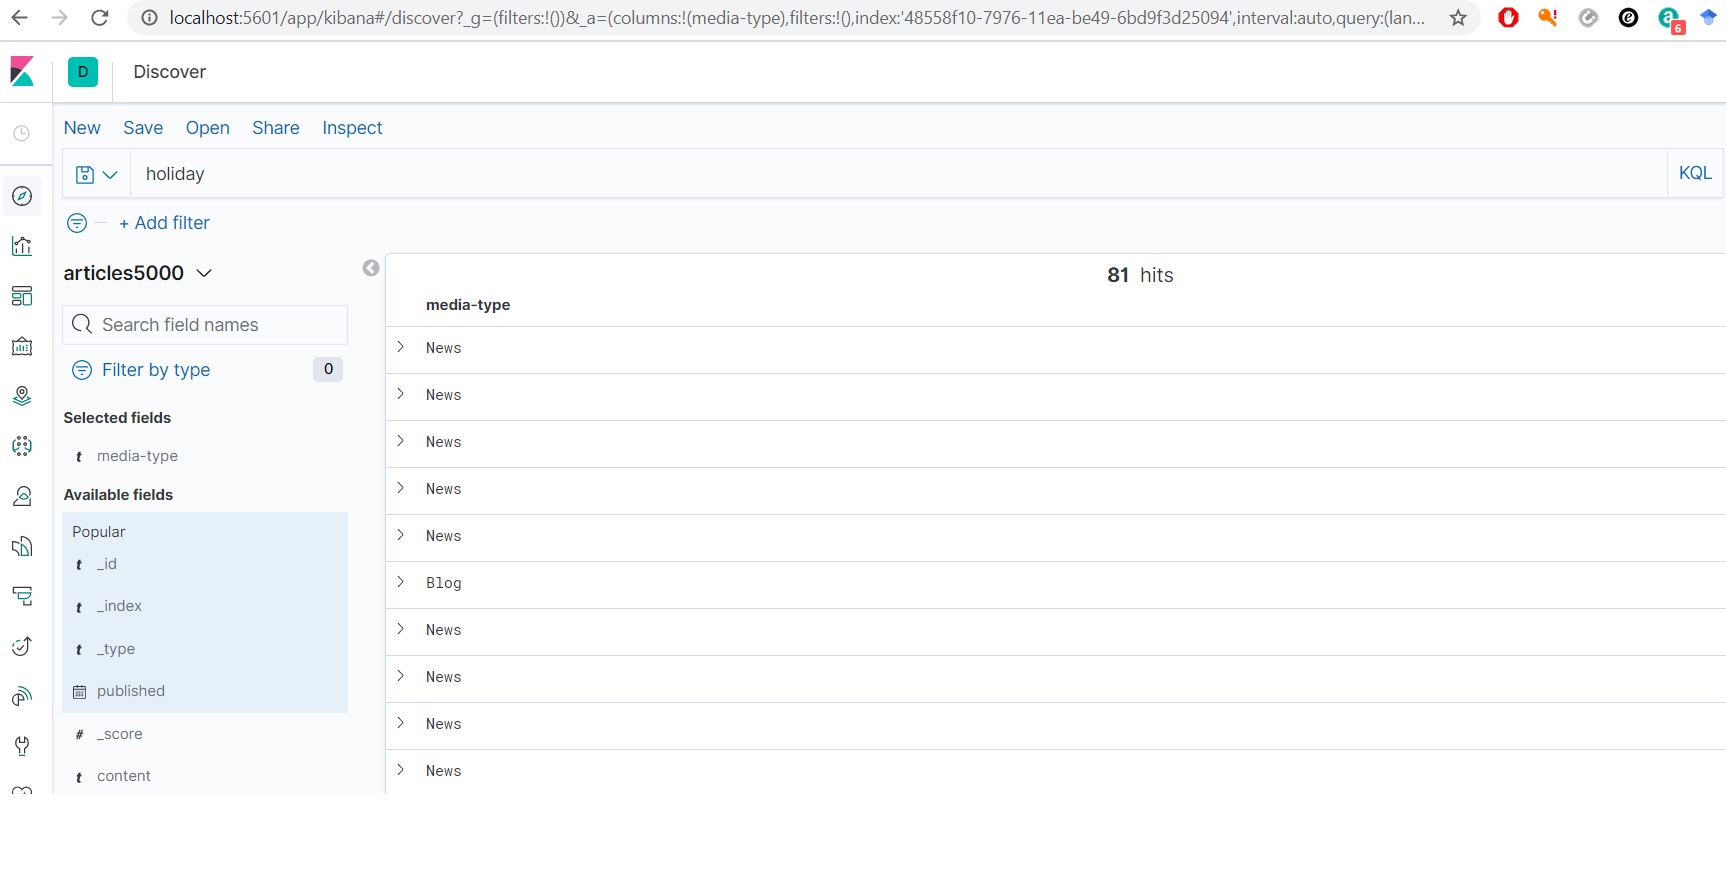 localhost:5601/app/kibana#/discover?_g=(filters:!())&_a=(columns:!(media-type),filters:!(),index:'48558f10-7976-11ea-be49-6bd9f3d25094',interval:auto,query:(lan...
6
D Discover
New Save Open Share Inspect
holiday KQL
+ Add filter
articles5000
81 hits
Search field names
media-type
Filter by type 0
Selected fields
media-type
Available fields
Popular
_id
_index
_type
published
# _score
content
News
News
News
News
News
Blog
News
News
News
News